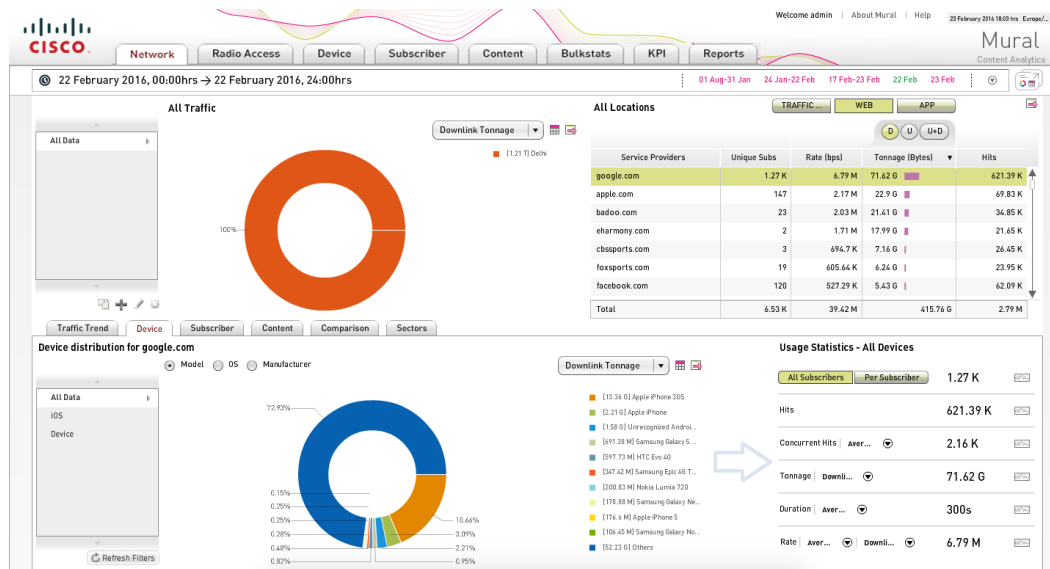 Welcome admin | About Mural | Help
23 February 2016 18:03 hrs Europe/...
CISCO
Mural
Content Analytics
Network
Radio Access
Device
Subscriber
Content
Bulkstats
KPI
Reports
22 February 2016, 00:00hrs → 22 February 2016, 24:00hrs
01 Aug-31 Jan 24 Jan-22 Feb 17 Feb-23 Feb 22 Feb 23 Feb
All Traffic
All Data
Downlink Tonnage
[1.21 T] Delhi
100%
All Locations
TRAFFIC ... WEB APP
D U U+D
Service Providers Unique Subs Rate (bps) Tonnage (Bytes) Hits
google.com 1.27 K 6.79 M 71.62 G 621.39 K
apple.com 147 2.17 M 22.9 G 69.83 K
badoo.com 23 2.03 M 21.41 G 34.85 K
eharmony.com 2 1.71 M 17.99 G 21.65 K
cbssports.com 3 694.7 K 7.16 G 26.45 K
foxsports.com 19 605.64 K 6.24 G 23.95 K
facebook.com 120 527.29 K 5.43 G 62.09 K
Total 6.53 K 39.42 M 415.76 G 2.79 M
Traffic Trend
Device
Subscriber
Content
Comparison
Sectors
Device distribution for google.com
Model OS Manufacturer
All Data
iOS
Device
Refresh Filters
Downlink Tonnage
72.93%
0.15%
0.25%
0.25%
0.28%
0.48%
0.82%
18.66%
3.09%
2.21%
0.95%
[13.36 G] Apple iPhone 3GS
[2.21 G] Apple iPhone
[1.58 G] Unrecognized Androi...
[691.38 M] Samsung Galaxy S ...
[597.73 M] HTC Evo 4G
[347.42 M] Samsung Epic 4G T...
[200.83 M] Nokia Lumia 720
[178.88 M] Samsung Galaxy Ne...
[176.6 M] Apple iPhone 5
[106.45 M] Samsung Galaxy No...
[52.23 G] Others
Usage Statistics - All Devices
All Subscribers Per Subscriber 1.27 K
Hits 621.39 K
Concurrent Hits | Aver... 2.16 K
Tonnage | Downli... 71.62 G
Duration | Aver... 300s
Rate | Aver... Downli... 6.79 M